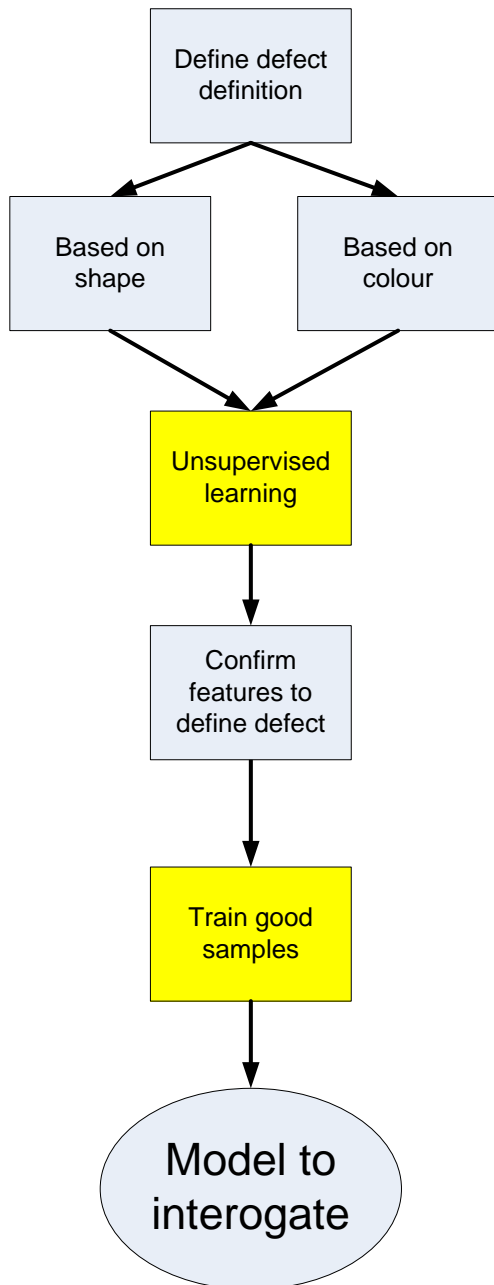 Define defect
definition
Based on
shape
Based on
colour
Unsupervised
learning
Confirm
features to
define defect
Train good
samples
Model to
interogate